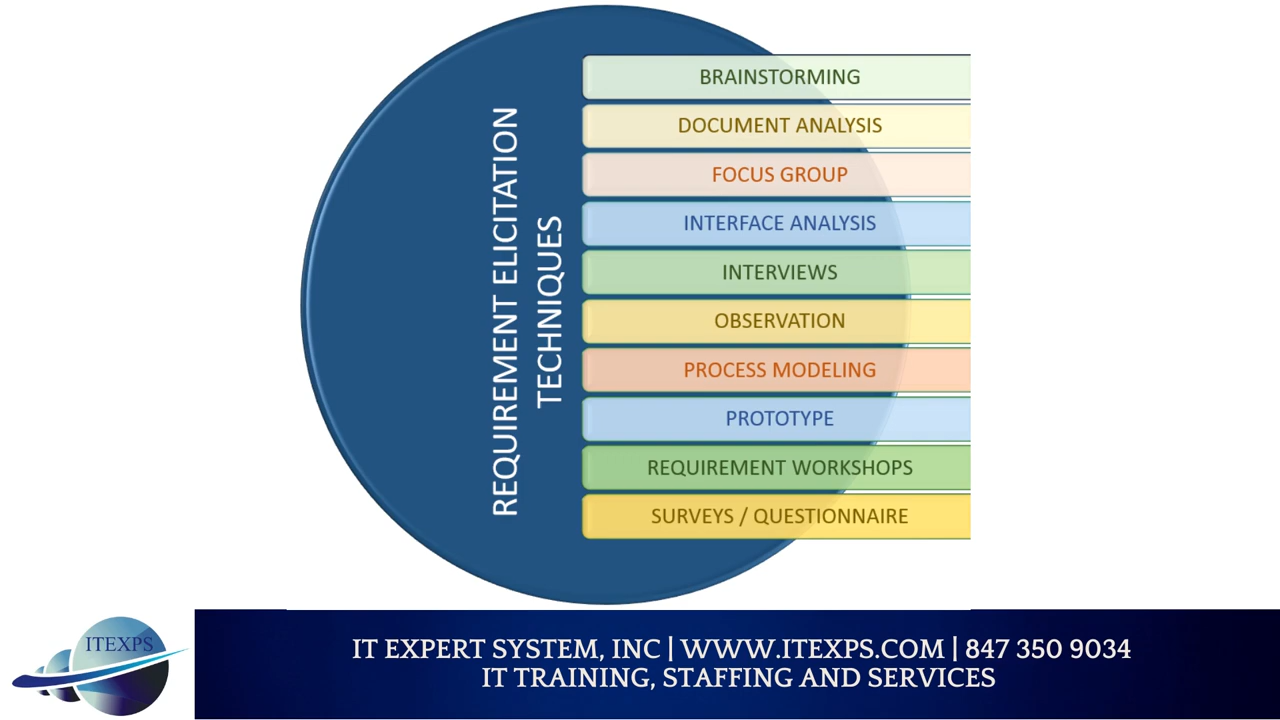 REQUIREMENT ELICITATION
TECHNIQUES
BRAINSTORMING
DOCUMENT ANALYSIS
FOCUS GROUP
INTERFACE ANALYSIS
INTERVIEWS
OBSERVATION
PROCESS MODELING
PROTOTYPE
REQUIREMENT WORKSHOPS
SURVEYS / QUESTIONNAIRE
ITEXPS
IT EXPERT SYSTEM, INC | WWW.ITEXPS.COM | 847 350 9034
IT TRAINING, STAFFING AND SERVICES